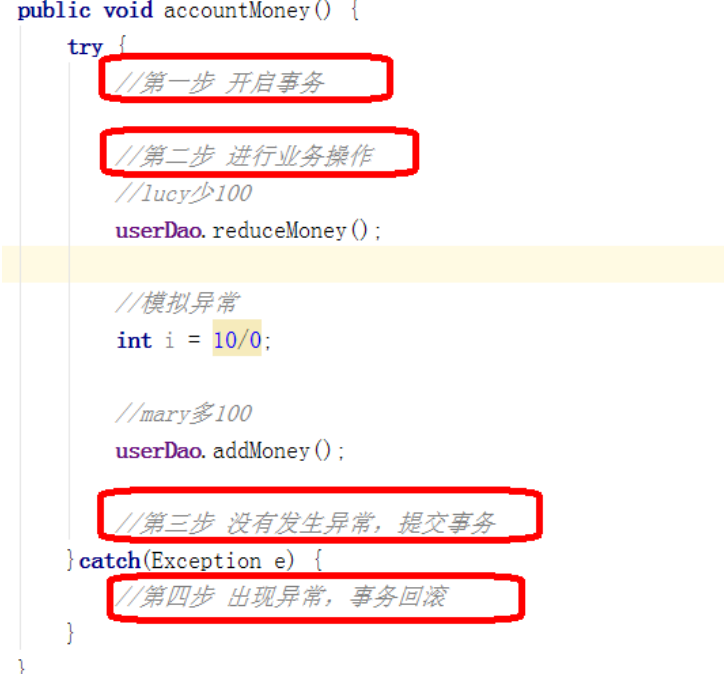 public void accountMoney() {
try {
//第一步 开启事务
//第二步 进行业务操作
//lucy少100
userDao.reduceMoney();
//模拟异常
int i = 10/0;
//mary多100
userDao.addMoney();
//第三步 没有发生异常，提交事务
}catch(Exception e) {
//第四步 出现异常，事务回滚
}
}